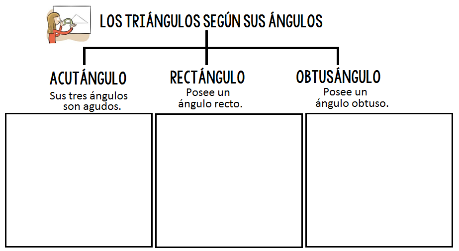 LOS TRIÁNGULOS SEGÚN SUS ÁNGULOS
ACUTÁNGULO
Sus tres ángulos
son agudos.
RECTÁNGULO
Posee un
ángulo recto.
OBTUSÁNGULO
Posee un
ángulo obtuso.